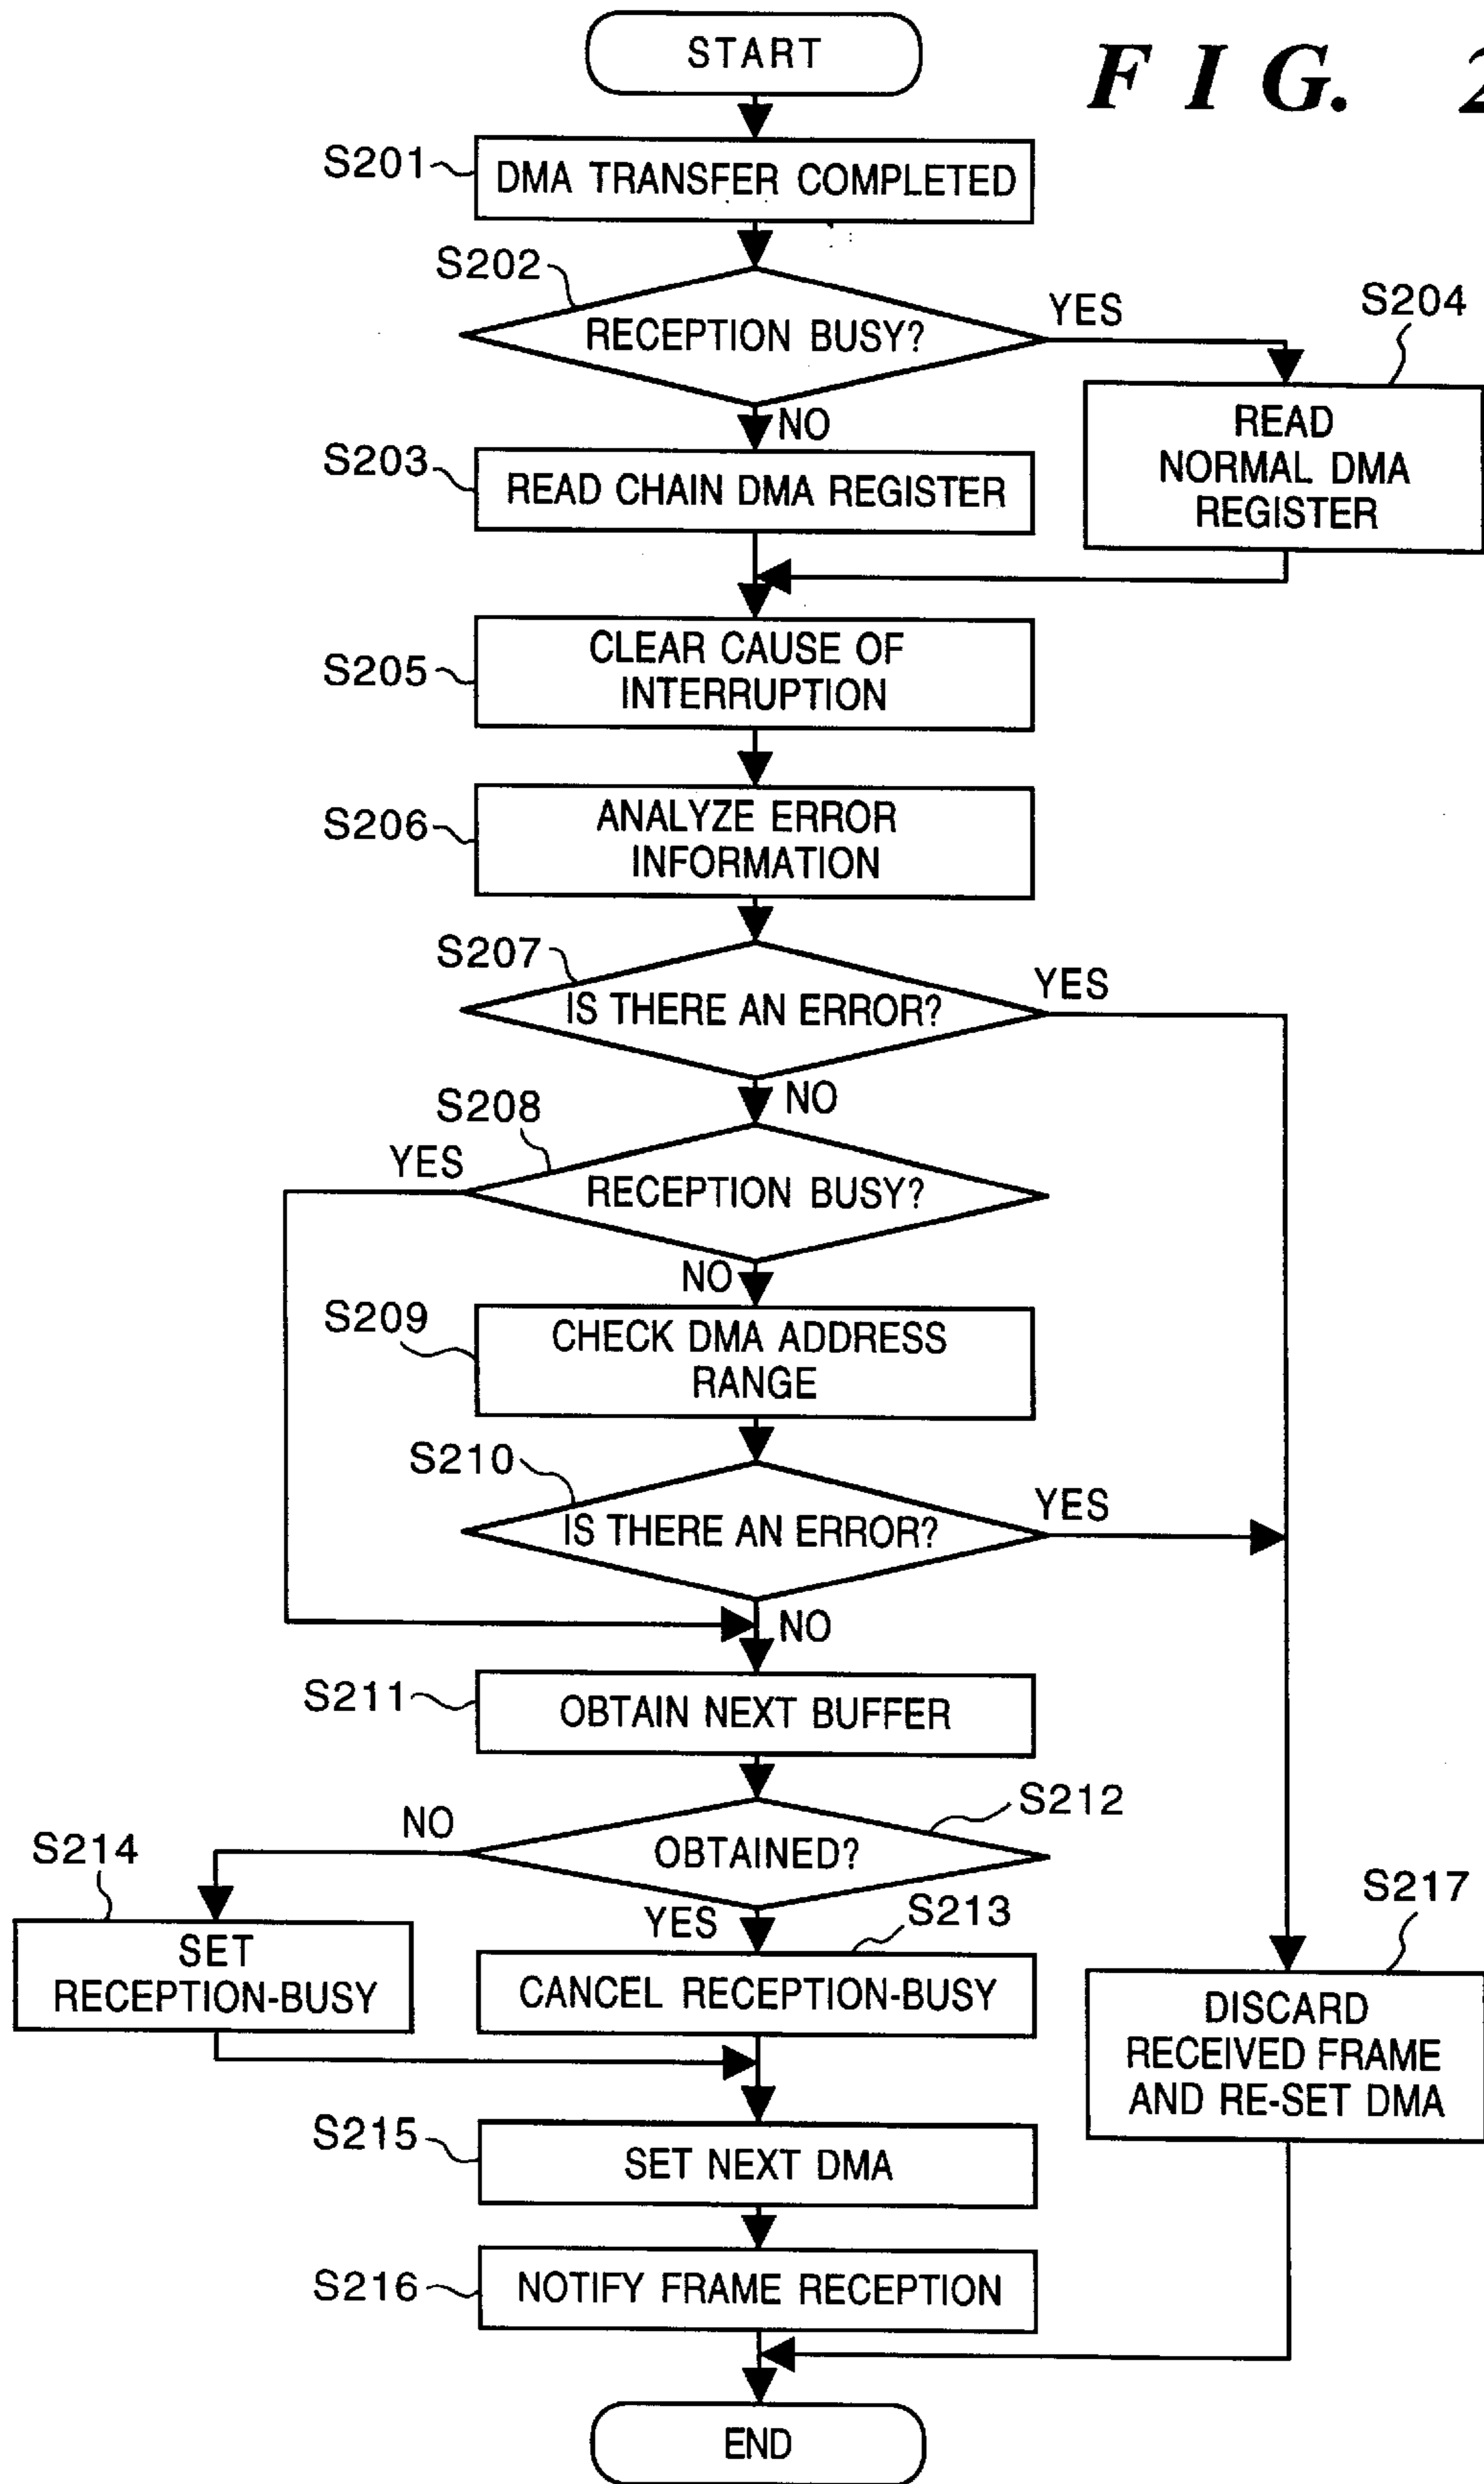 START
FIG. 2
S201
DMA TRANSFER COMPLETED
S202
RECEPTION BUSY?
YES
S204
NO
READ
NORMAL DMA
REGISTER
S203
READ CHAIN DMA REGISTER
S205
CLEAR CAUSE OF
INTERRUPTION
S206
ANALYZE ERROR
INFORMATION
S207
IS THERE AN ERROR?
YES
NO
S208
YES
RECEPTION BUSY?
NO
S209
CHECK DMA ADDRESS
RANGE
S210
IS THERE AN ERROR?
YES
NO
S211
OBTAIN NEXT BUFFER
S212
NO
OBTAINED?
S214
YES
S213
S217
SET
RECEPTION-BUSY
CANCEL RECEPTION-BUSY
DISCARD
RECEIVED FRAME
AND RE-SET DMA
S215
SET NEXT DMA
S216
NOTIFY FRAME RECEPTION
END